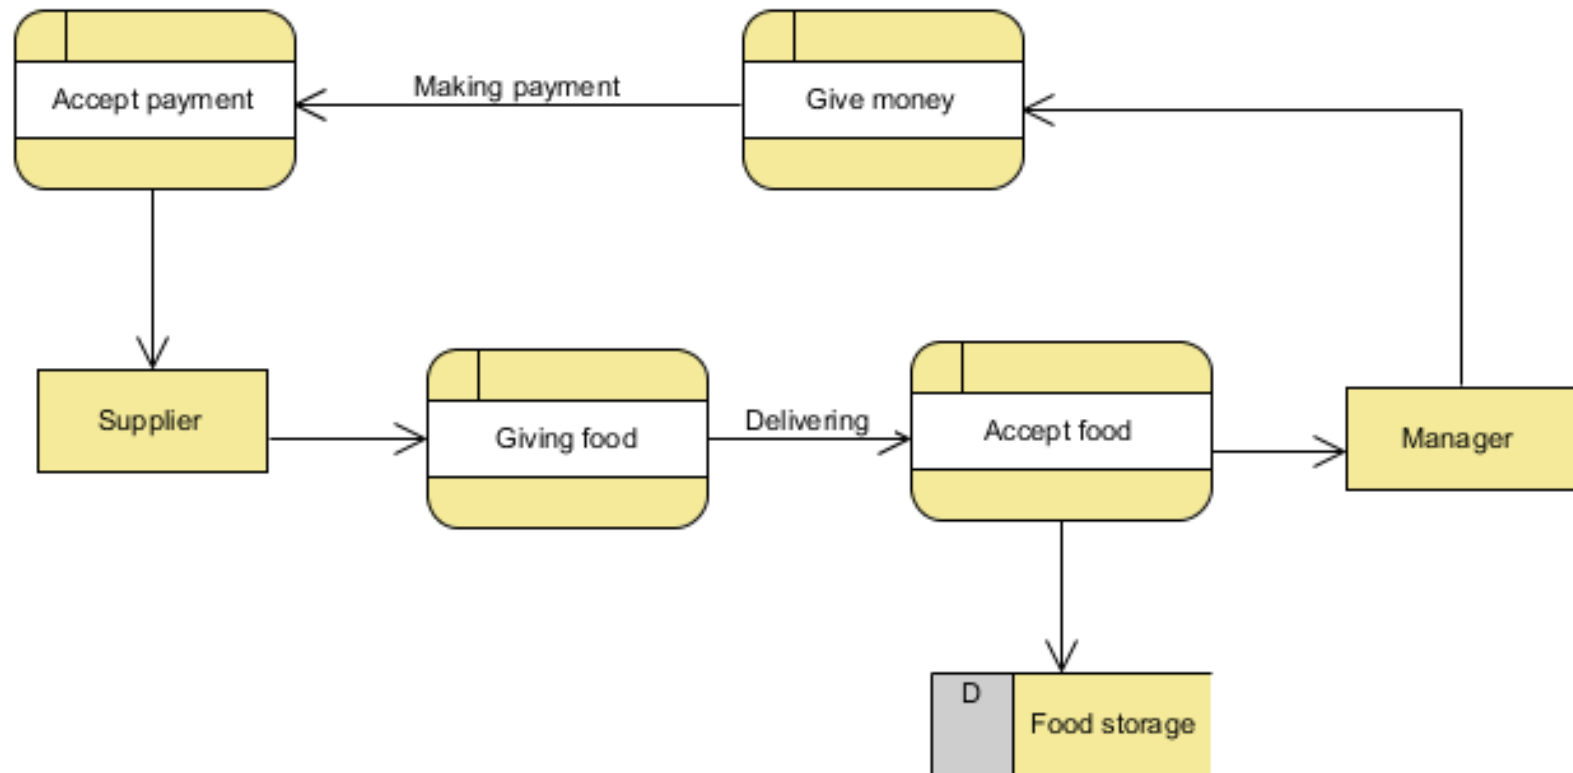 Accept payment
Making payment
Give money
Supplier
Giving food
Delivering
Accept food
Manager
D
Food storage